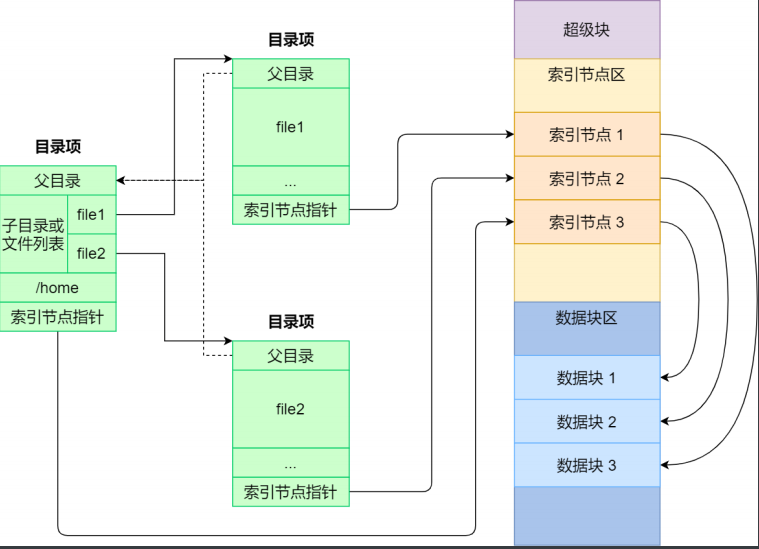 目录项
父目录
子目录或
文件列表
file1
file2
/home
索引节点指针
目录项
父目录
file1
...
索引节点指针
目录项
父目录
file2
...
索引节点指针
超级块
索引节点区
索引节点 1
索引节点 2
索引节点 3
数据块区
数据块 1
数据块 2
数据块 3